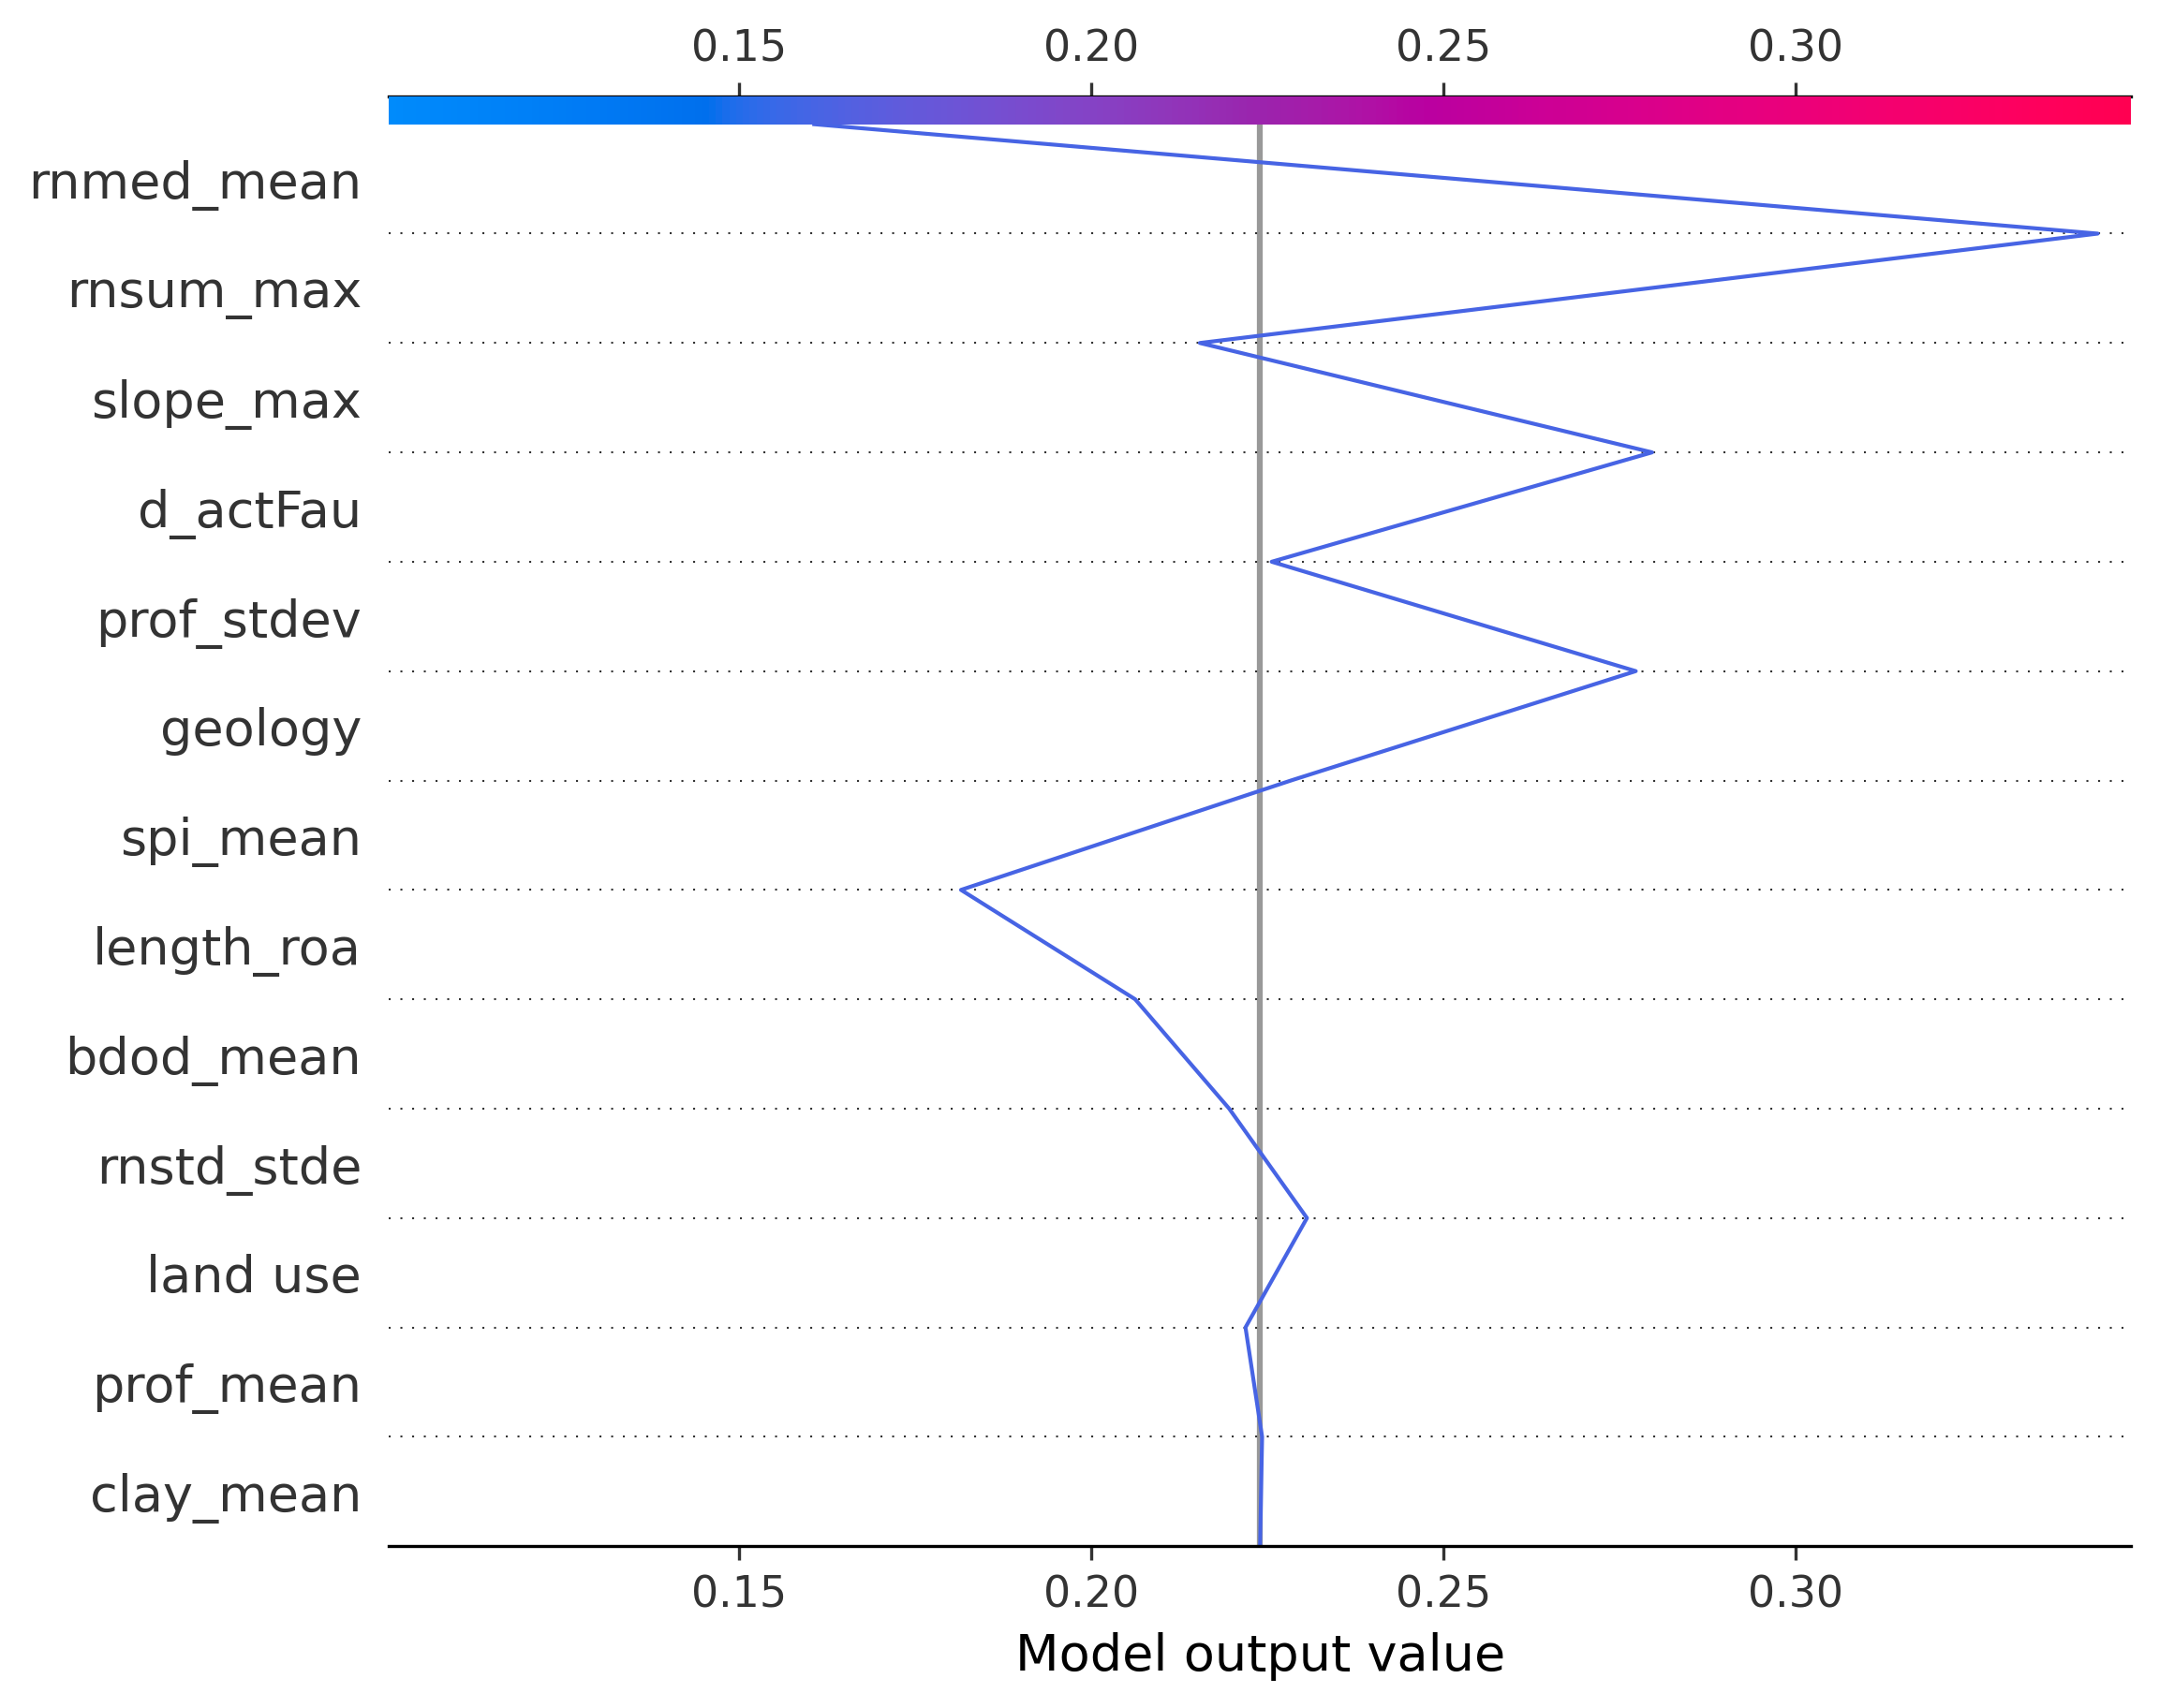 0.15 0.20 0.25 0.30
rnmed_mean
rnsum_max
slope_max
d_actFau
prof_stdev
geology
spi_mean
length_roa
bdod_mean
rnstd_stde
land use
prof_mean
clay_mean
0.15 0.20 0.25 0.30
Model output value